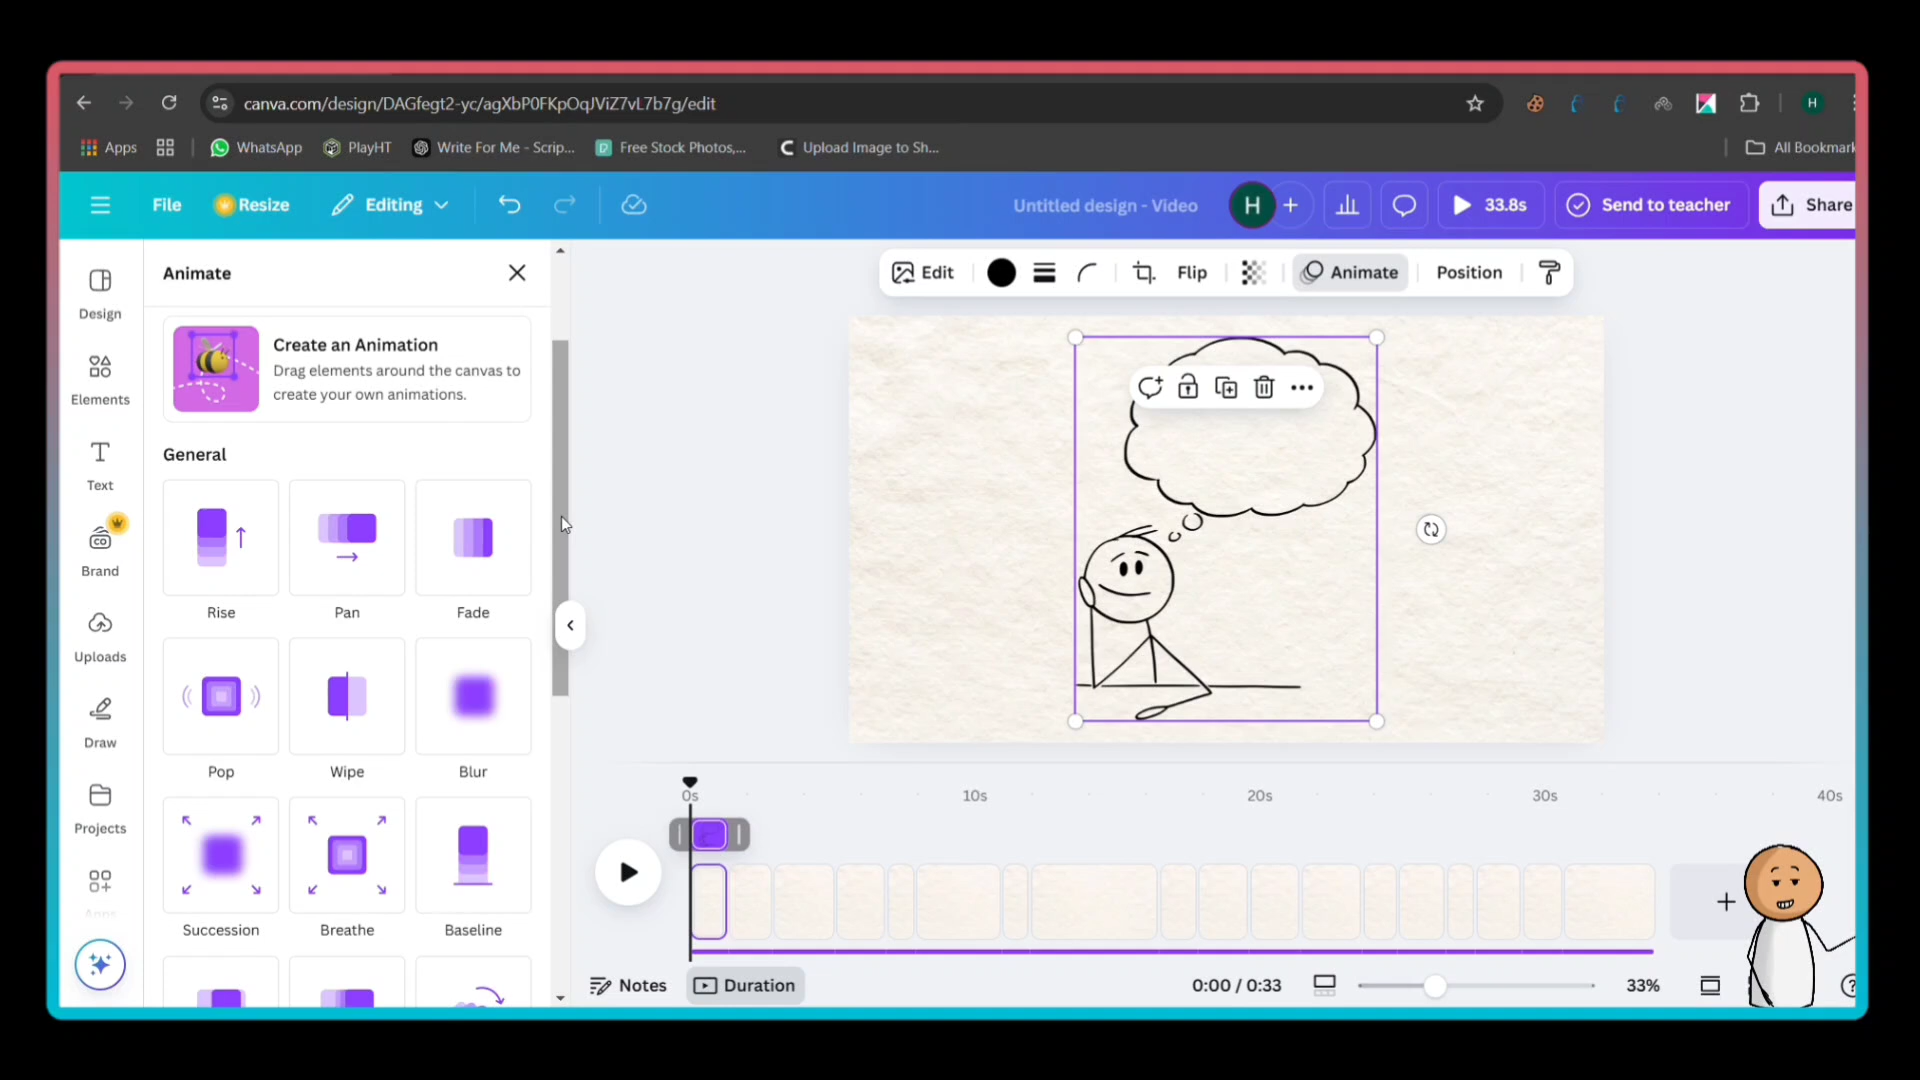 canva.com/design/DAGfegt2-yc/agXbP0FKpOqJViZ7vL7b7g/edit
H
Apps
WhatsApp
PlayHT
Write For Me - Scrip...
Free Stock Photos,...
Upload Image to Sh...
All Bookmark
File
Resize
Editing
Untitled design - Video
H
33.8s
Send to teacher
Share
Animate
Edit
Flip
Animate
Position
Design
Elements
Text
Brand
Uploads
Draw
Projects
Apps
Create an Animation
Drag elements around the canvas to
create your own animations.
General
Rise
Pan
Fade
Pop
Wipe
Blur
Succession
Breathe
Baseline
0s
10s
20s
30s
40s
Notes
Duration
0:00 / 0:33
33%